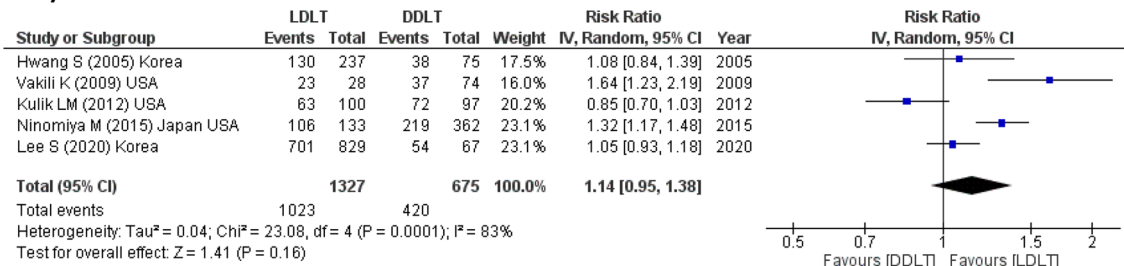 LDLT DDLT Risk Ratio Risk Ratio
Study or Subgroup Events Total Events Total Weight IV, Random, 95% CI Year IV, Random, 95% CI
Hwang S (2005) Korea 130 237 38 75 17.5% 1.08 [0.84, 1.39] 2005
Vakili K (2009) USA 23 28 37 74 16.0% 1.64 [1.23, 2.19] 2009
Kulik LM (2012) USA 63 100 72 97 20.2% 0.85 [0.70, 1.03] 2012
Ninomiya M (2015) Japan USA 106 133 219 362 23.1% 1.32 [1.17, 1.48] 2015
Lee S (2020) Korea 701 829 54 67 23.1% 1.05 [0.93, 1.18] 2020
Total (95% CI) 1327 675 100.0% 1.14 [0.95, 1.38]
Total events 1023 420
Heterogeneity: Tau² = 0.04; Chi² = 23.08, df = 4 (P = 0.0001); I² = 83%
Test for overall effect: Z = 1.41 (P = 0.16)
0.5 0.7 1 1.5 2
Favours [DDLT] Favours [LDLT]